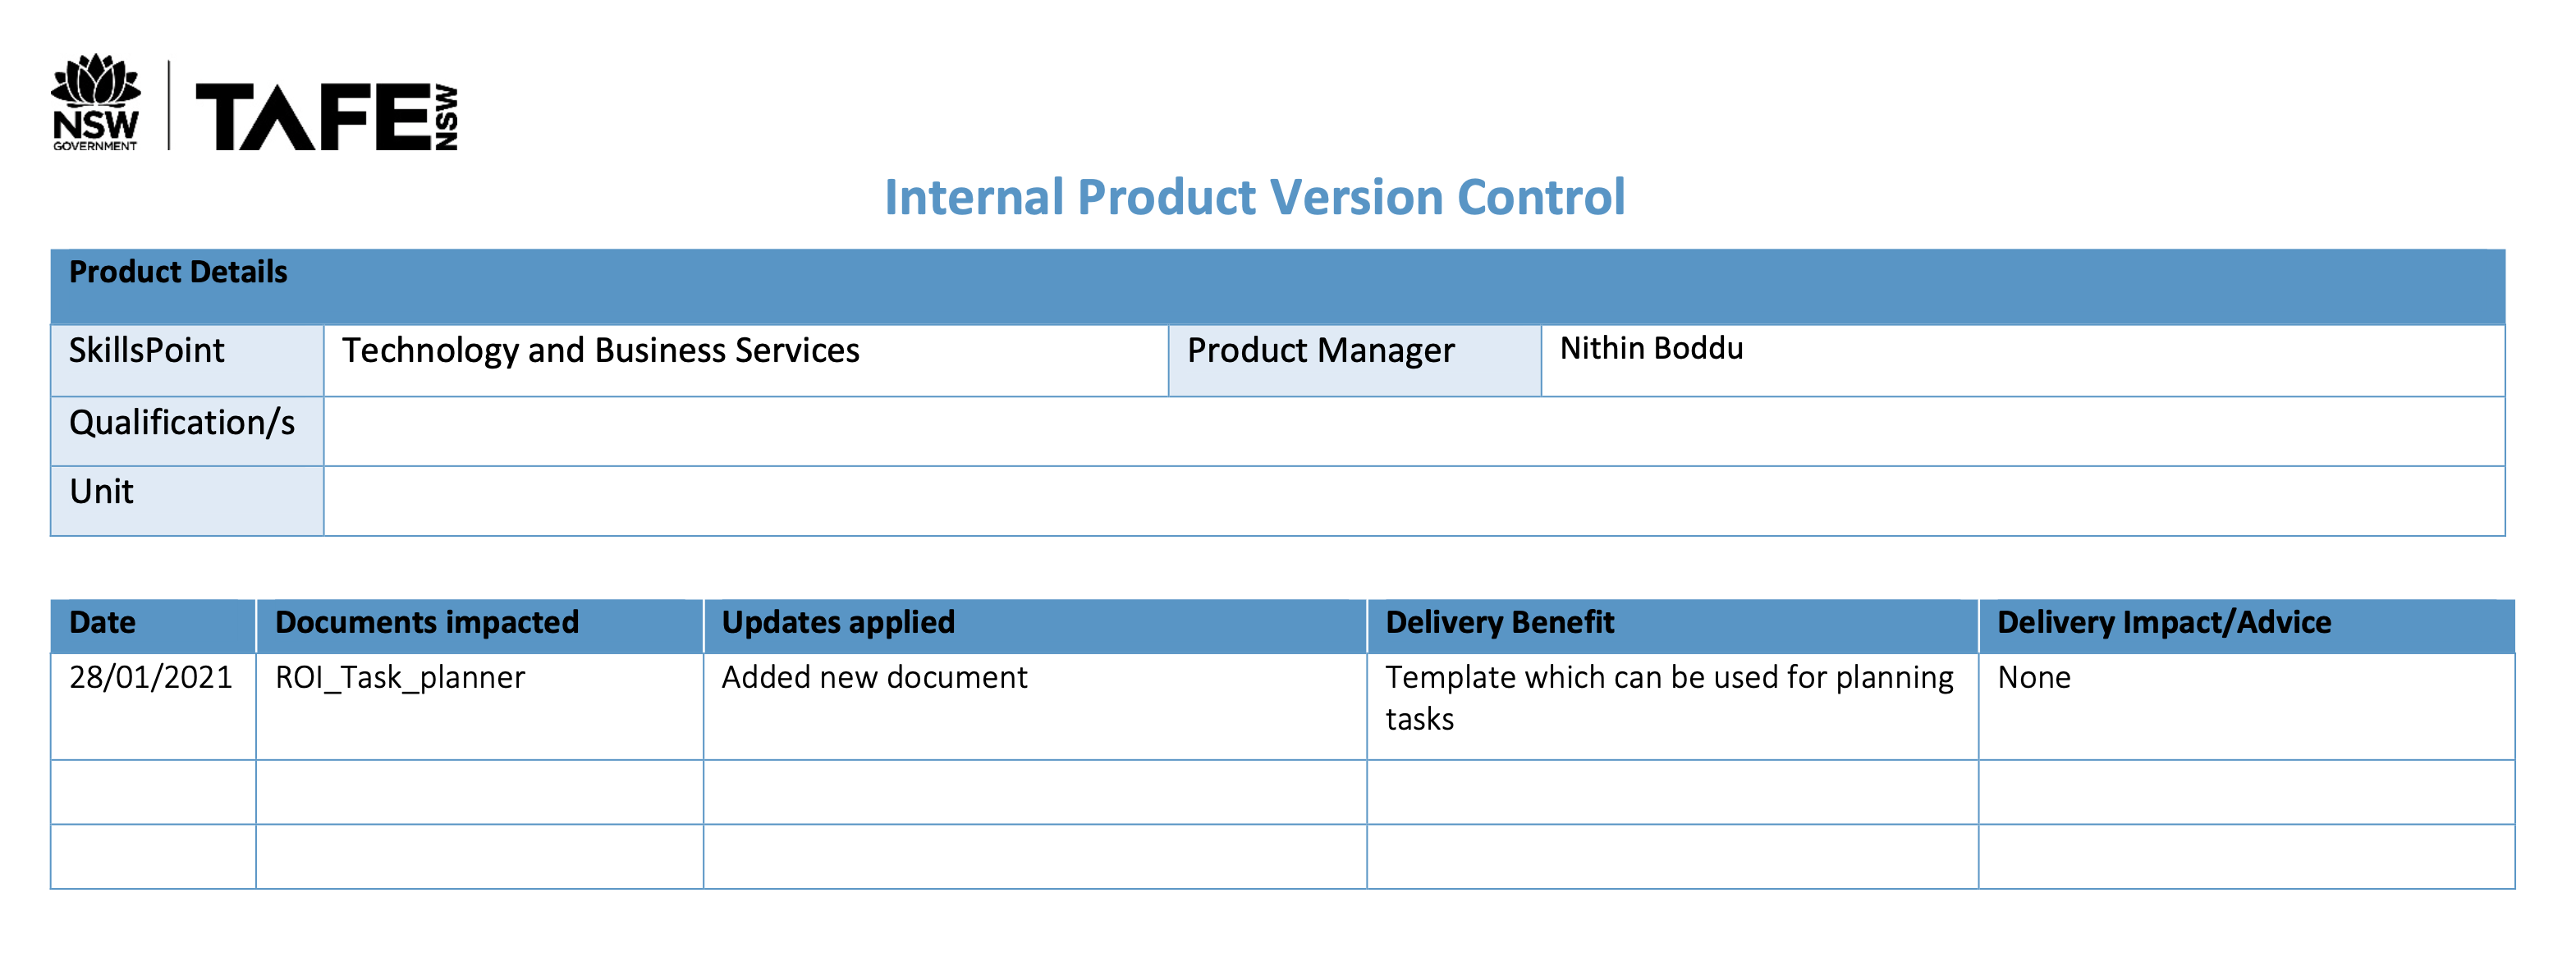 NSW
GOVERNMENT
TAFE NSW
Internal Product Version Control
Product Details
SkillsPoint Technology and Business Services Product Manager Nithin Boddu
Qualification/s
Unit
Date Documents impacted Updates applied Delivery Benefit Delivery Impact/Advice
28/01/2021 ROI_Task_planner Added new document Template which can be used for planning None
tasks